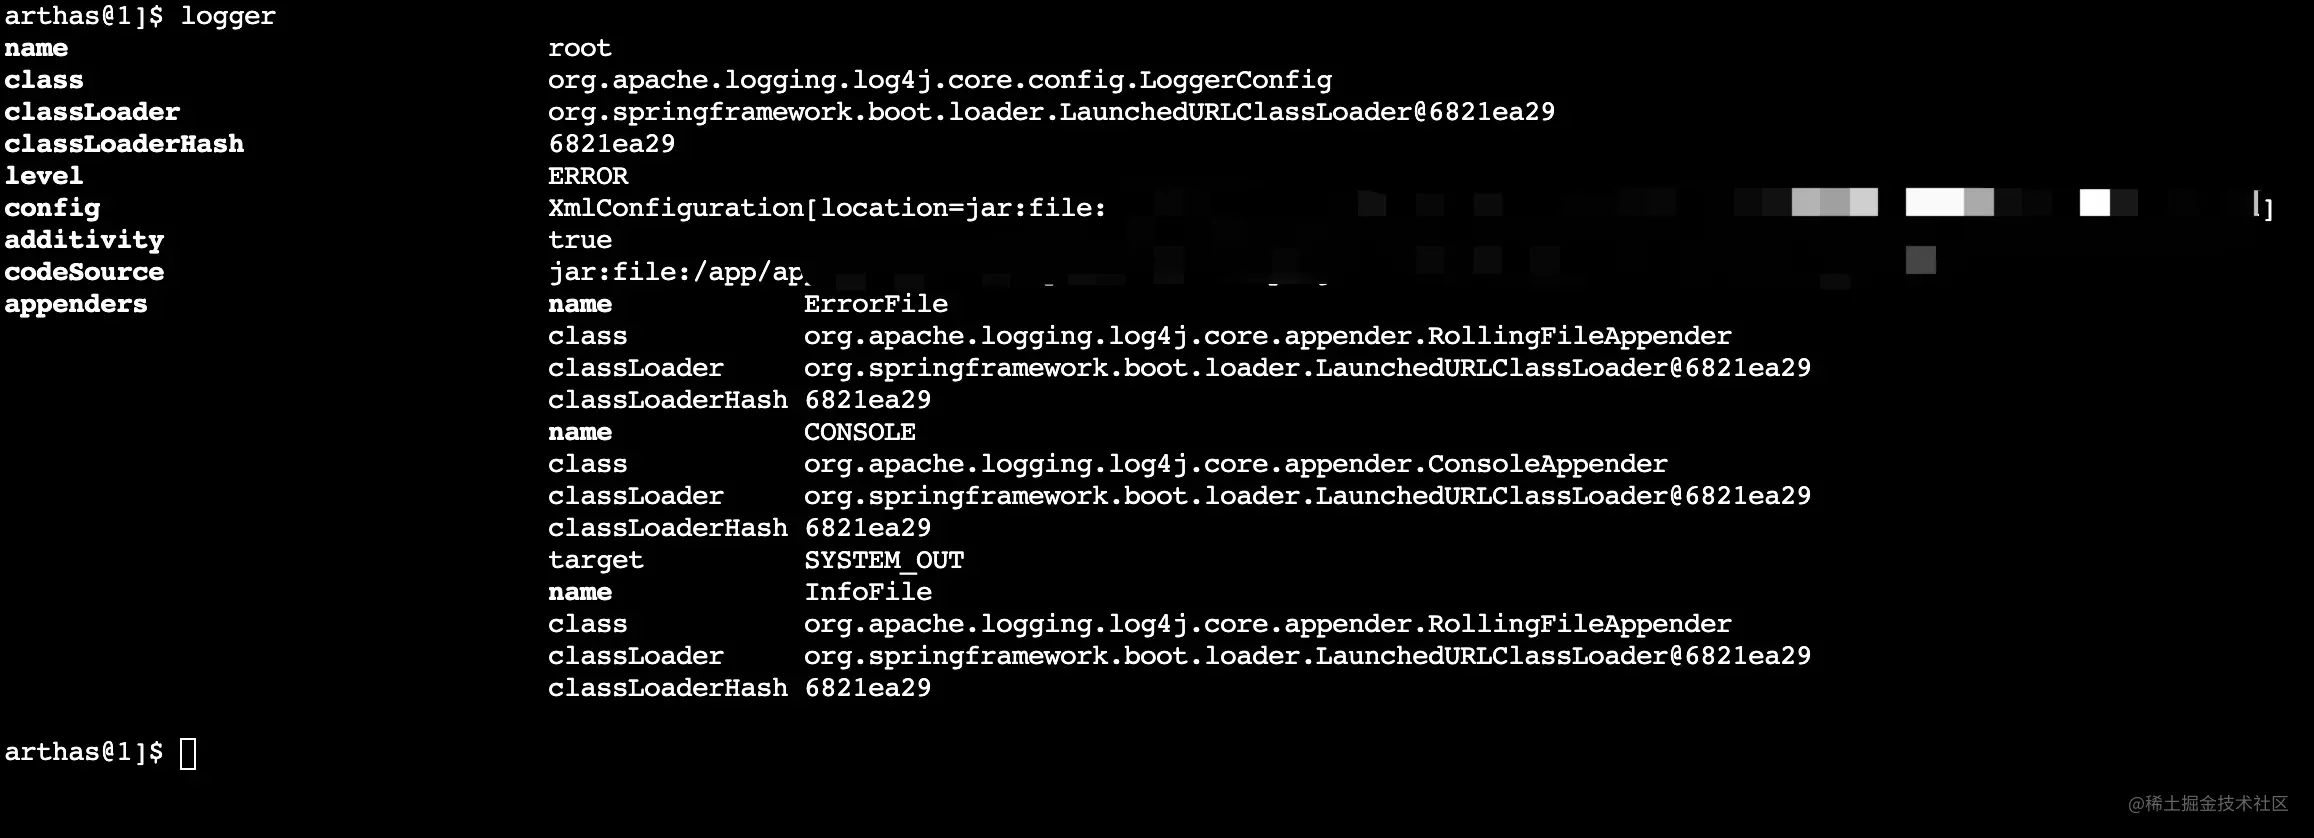 arthas@1]$ logger
name root
class org.apache.logging.log4j.core.config.LoggerConfig
classLoader org.springframework.boot.loader.LaunchedURLClassLoader@6821ea29
classLoaderHash 6821ea29
level ERROR
config XmlConfiguration[location=jar:file: ]
additivity true
codeSource jar:file:/app/ap
appenders name ErrorFile
class org.apache.logging.log4j.core.appender.RollingFileAppender
classLoader org.springframework.boot.loader.LaunchedURLClassLoader@6821ea29
classLoaderHash 6821ea29
name CONSOLE
class org.apache.logging.log4j.core.appender.ConsoleAppender
classLoader org.springframework.boot.loader.LaunchedURLClassLoader@6821ea29
classLoaderHash 6821ea29
target SYSTEM_OUT
name InfoFile
class org.apache.logging.log4j.core.appender.RollingFileAppender
classLoader org.springframework.boot.loader.LaunchedURLClassLoader@6821ea29
classLoaderHash 6821ea29
arthas@1]$
@稀土掘金技术社区